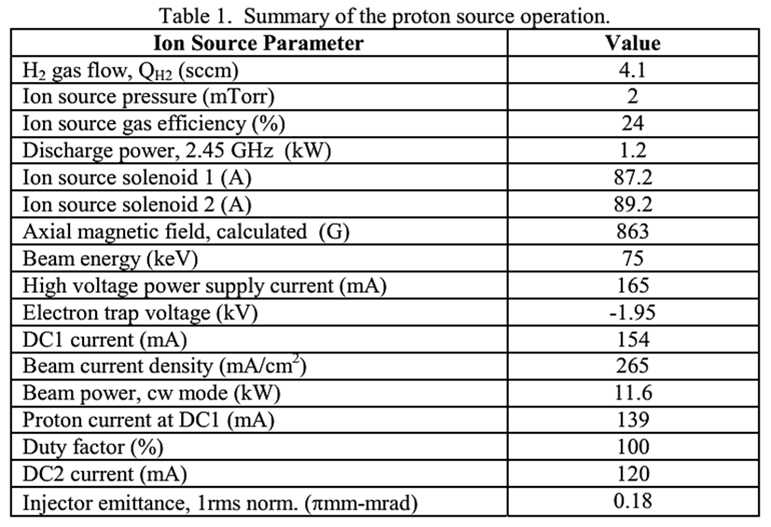 Table 1. Summary of the proton source operation.
Ion Source Parameter Value
H₂ gas flow, Q_H2 (sccm) 4.1
Ion source pressure (mTorr) 2
Ion source gas efficiency (%) 24
Discharge power, 2.45 GHz (kW) 1.2
Ion source solenoid 1 (A) 87.2
Ion source solenoid 2 (A) 89.2
Axial magnetic field, calculated (G) 863
Beam energy (keV) 75
High voltage power supply current (mA) 165
Electron trap voltage (kV) -1.95
DC1 current (mA) 154
Beam current density (mA/cm²) 265
Beam power, cw mode (kW) 11.6
Proton current at DC1 (mA) 139
Duty factor (%) 100
DC2 current (mA) 120
Injector emittance, 1rms norm. (πmm-mrad) 0.18